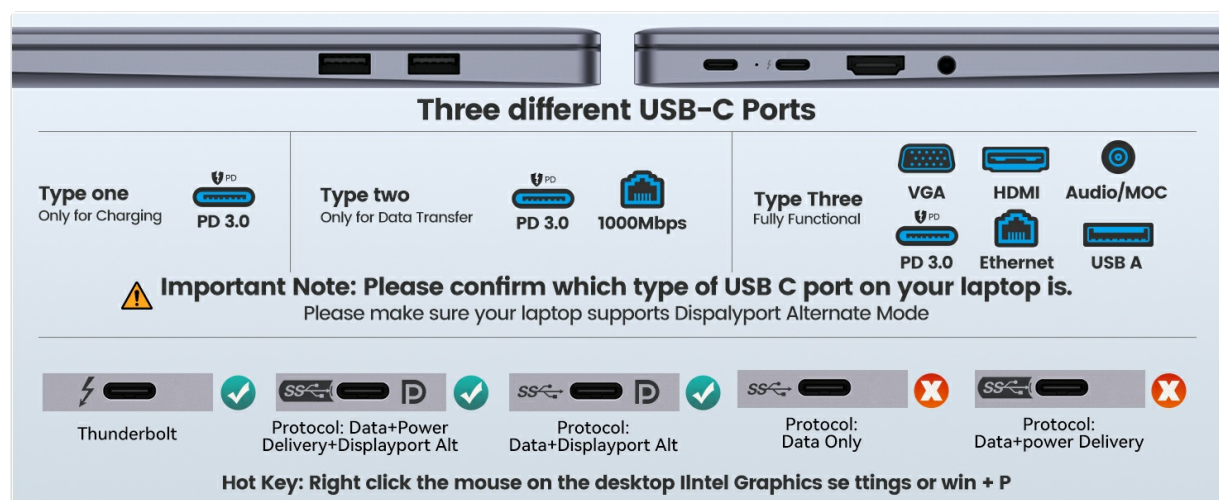 Three different USB-C Ports
Type one
Only for Charging
PD
PD 3.0
Type two
Only for Data Transfer
PD
PD 3.0
1000Mbps
Type Three
Fully Functional
VGA
HDMI
Audio/MOC
PD
PD 3.0
Ethernet
USB A
Important Note: Please confirm which type of USB C port on your laptop is.
Please make sure your laptop supports Dispalyport Alternate Mode
SS
SS
SS
SS
Thunderbolt
Protocol: Data+Power
Delivery+Displayport Alt
Protocol:
Data+Displayport Alt
Protocol:
Data Only
Protocol:
Data+power Delivery
Hot Key: Right click the mouse on the desktop IIntel Graphics se ttings or win + P